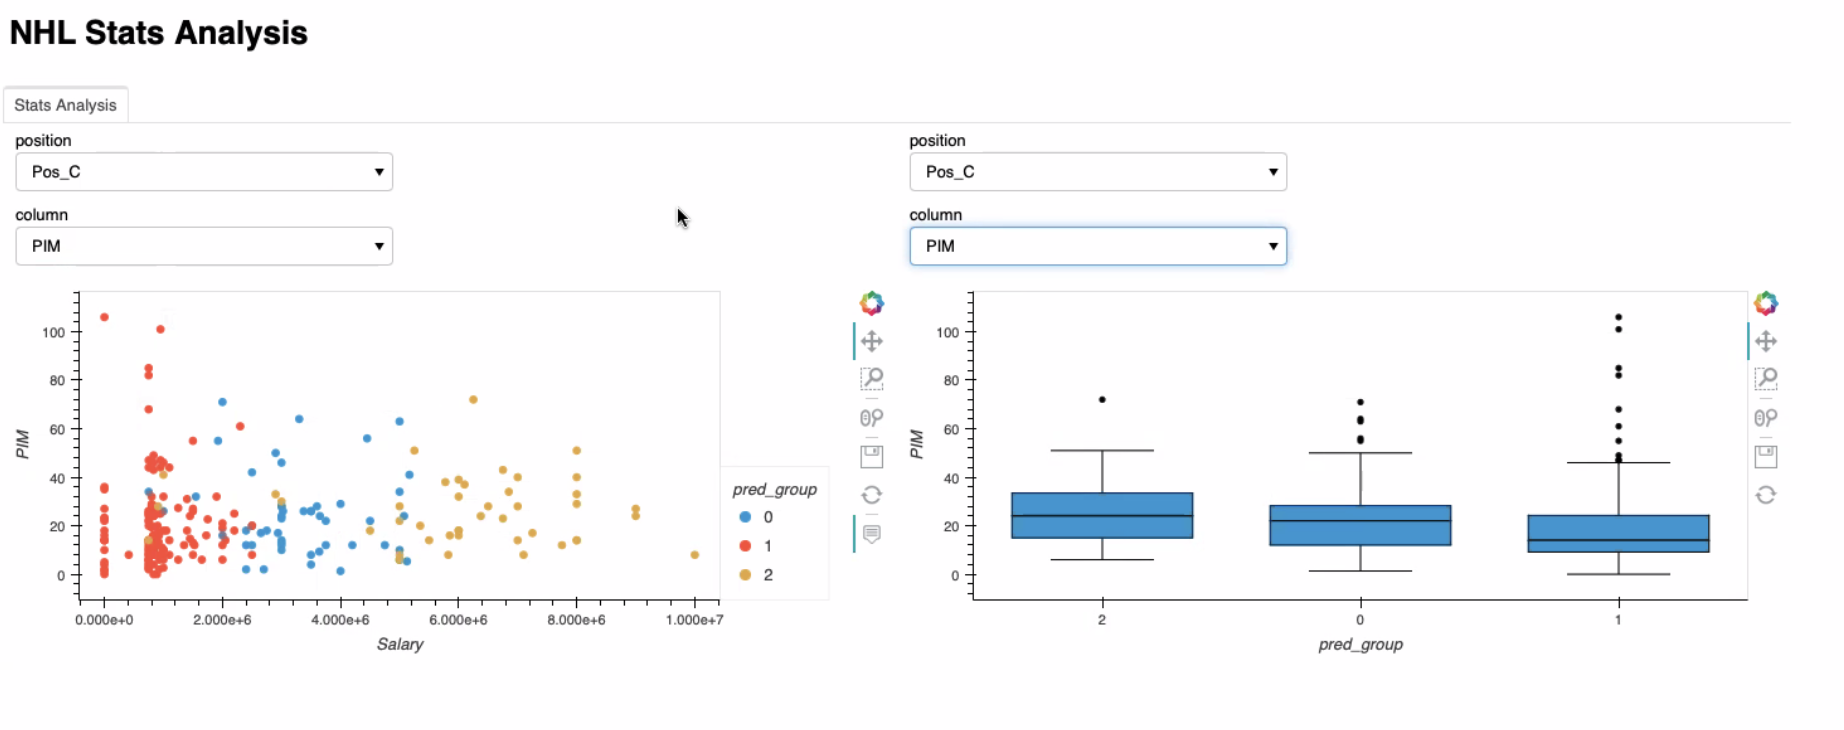 NHL Stats Analysis
Stats Analysis
position
Pos_C
column
PIM
position
Pos_C
column
PIM
PIM
100
80
60
40
20
0
0.000e+0 2.000e+6 4.000e+6 6.000e+6 8.000e+6 1.000e+7
Salary
pred_group
0
1
2
PIM
100
80
60
40
20
0
2 0 1
pred_group